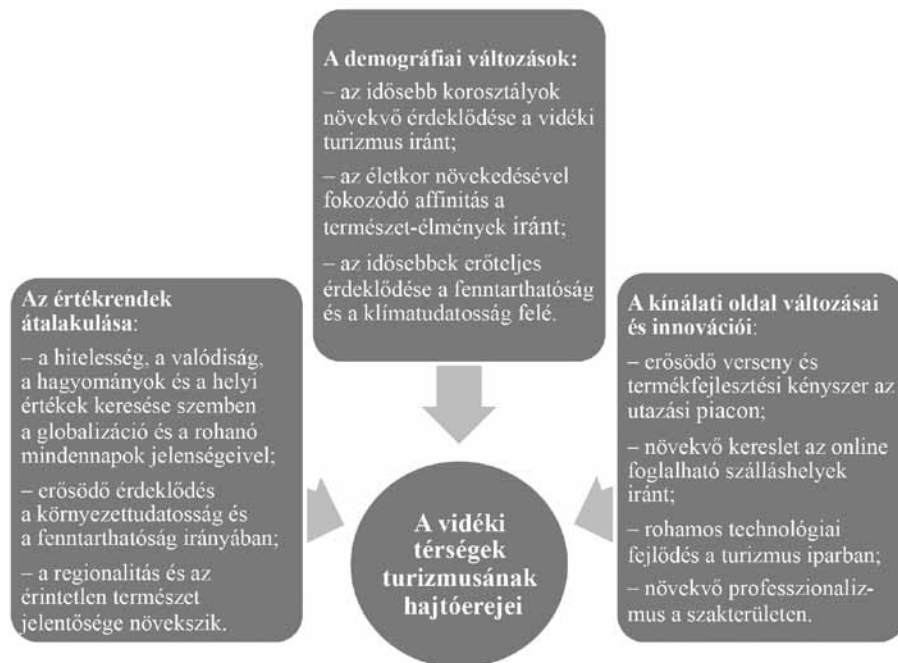 A demográfiai változások:
– az idősebb korosztályok
növekvő érdeklődése a vidéki
turizmus iránt;
– az életkor növekedésével
fokozódó affinitás a
természet-élmények iránt;
– az idősebbek erőteljes
érdeklődése a fenntarthatóság
és a klímatudatosság felé.
Az értékrendek
átalakulása:
– a hitelesség, a valódiság,
a hagyományok és a helyi
értékek keresése szemben
a globalizáció és a rohanó
mindennapok jelenségeivel;
– erősödő érdeklődés
a környezettudatosság és
a fenntarthatóság irányában;
– a regionalitás és az
érintetlen természet
jelentősége növekszik.
A vidéki
térségek
turizmusának
hajtóerejei
A kínálati oldal változásai
és innovációi:
– erősödő verseny és
termékfejlesztési kényszer az
utazási piacon;
– növekvő kereslet az online
foglalható szálláshelyek
iránt;
– rohamos technológiai
fejlődés a turizmus iparban;
– növekvő professzionaliz-
mus a szakterületen.